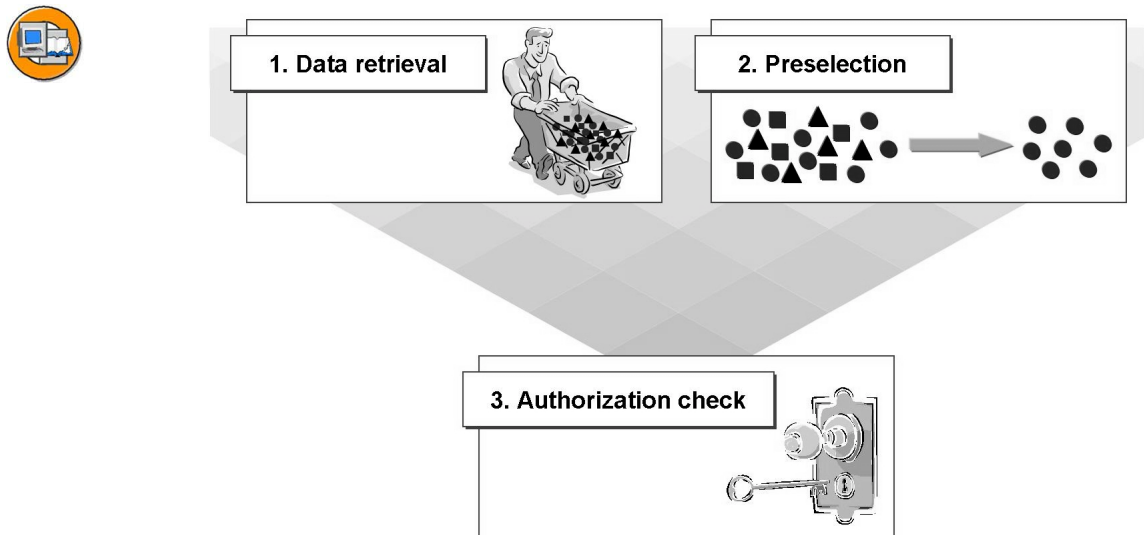 1. Data retrieval
2. Preselection
3. Authorization check